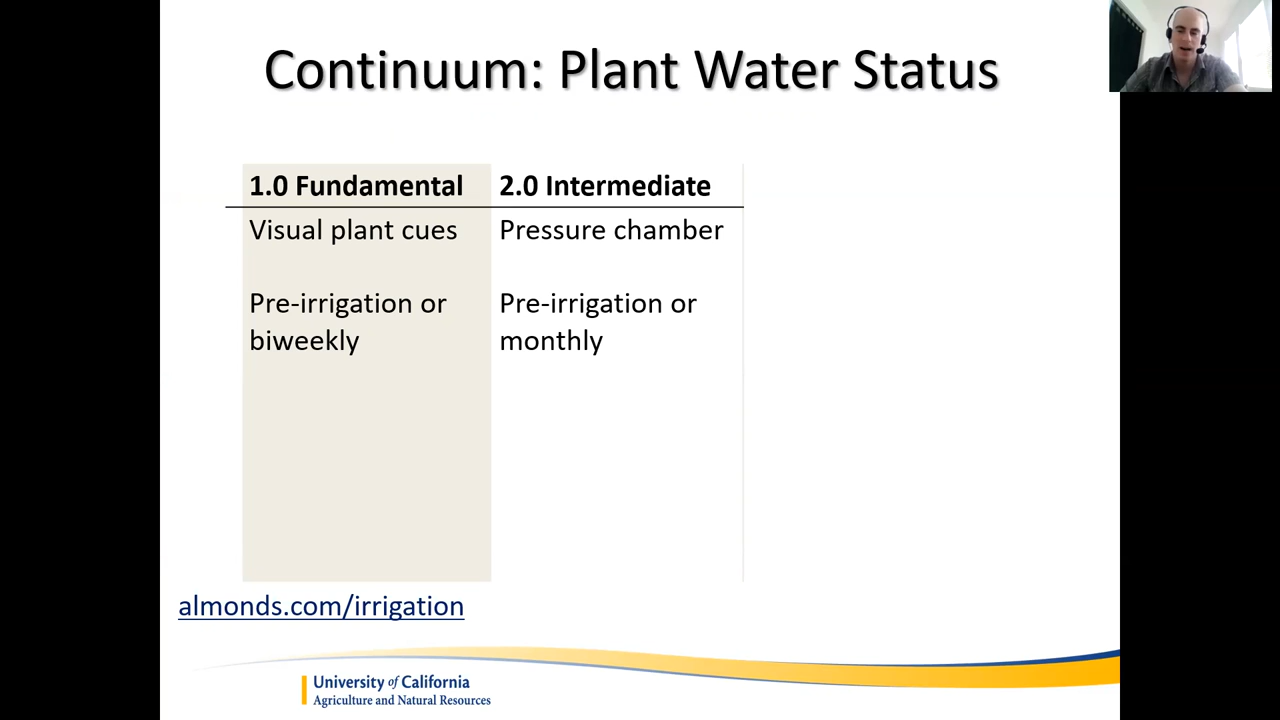 Continuum: Plant Water Status
1.0 Fundamental
2.0 Intermediate
Visual plant cues
Pressure chamber
Pre-irrigation or
biweekly
Pre-irrigation or
monthly
almonds.com/irrigation
University of California
Agriculture and Natural Resources